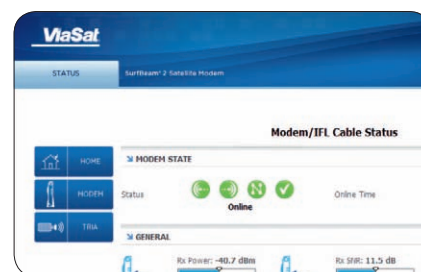 ViaSat
STATUS
SurfBeam® 2 Satellite Modem
Modem/IFL Cable Status
HOME
MODEM STATE
MODEM
Status
Online Time
Online
TRIA
GENERAL
Rx Power: -40.7 dBm
Rx SNR: 11.5 dB